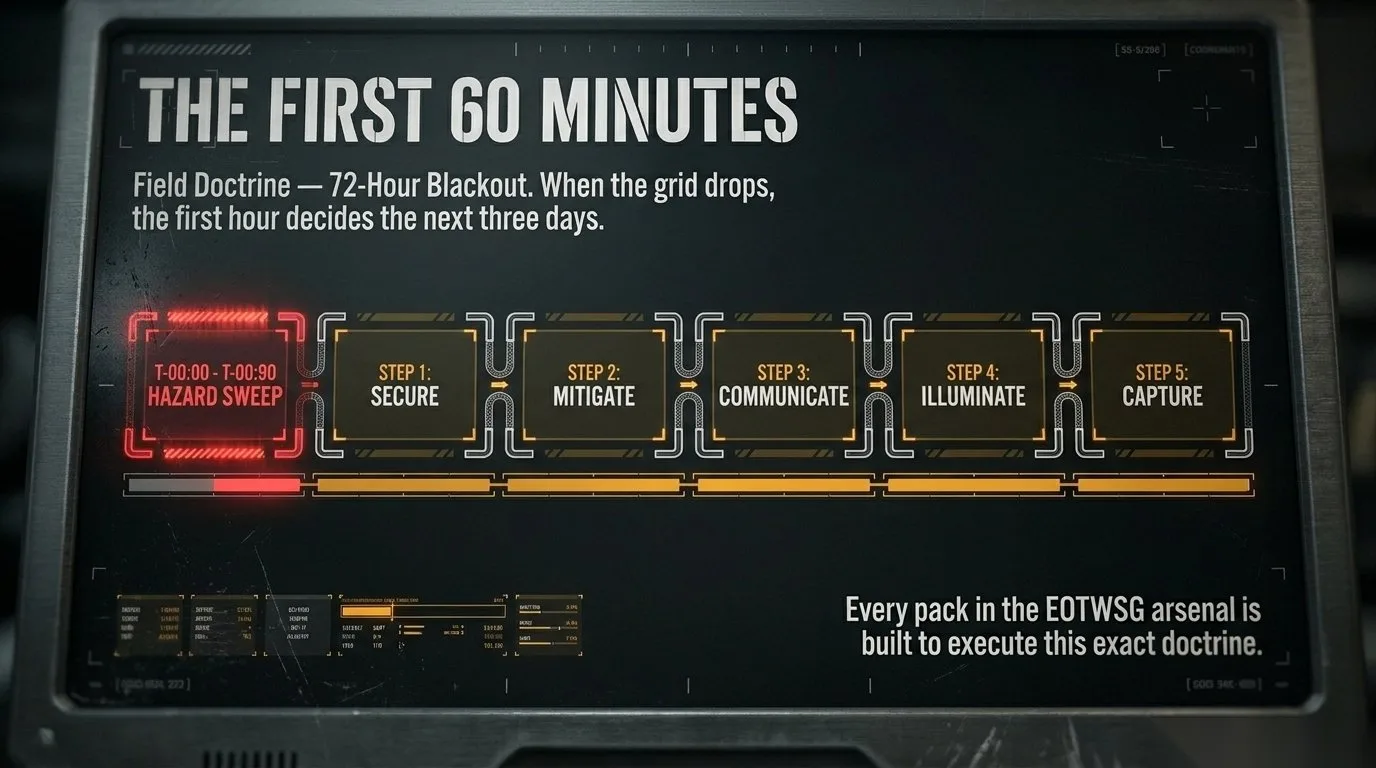 THE FIRST 60 MINUTES
Field Doctrine — 72-Hour Blackout. When the grid drops,
the first hour decides the next three days.
T-00:00 - T-00:90
HAZARD SWEEP
STEP 1:
SECURE
STEP 2:
MITIGATE
STEP 3:
COMMUNICATE
STEP 4:
ILLUMINATE
STEP 5:
CAPTURE
Every pack in the EOTWSG arsenal is
built to execute this exact doctrine.